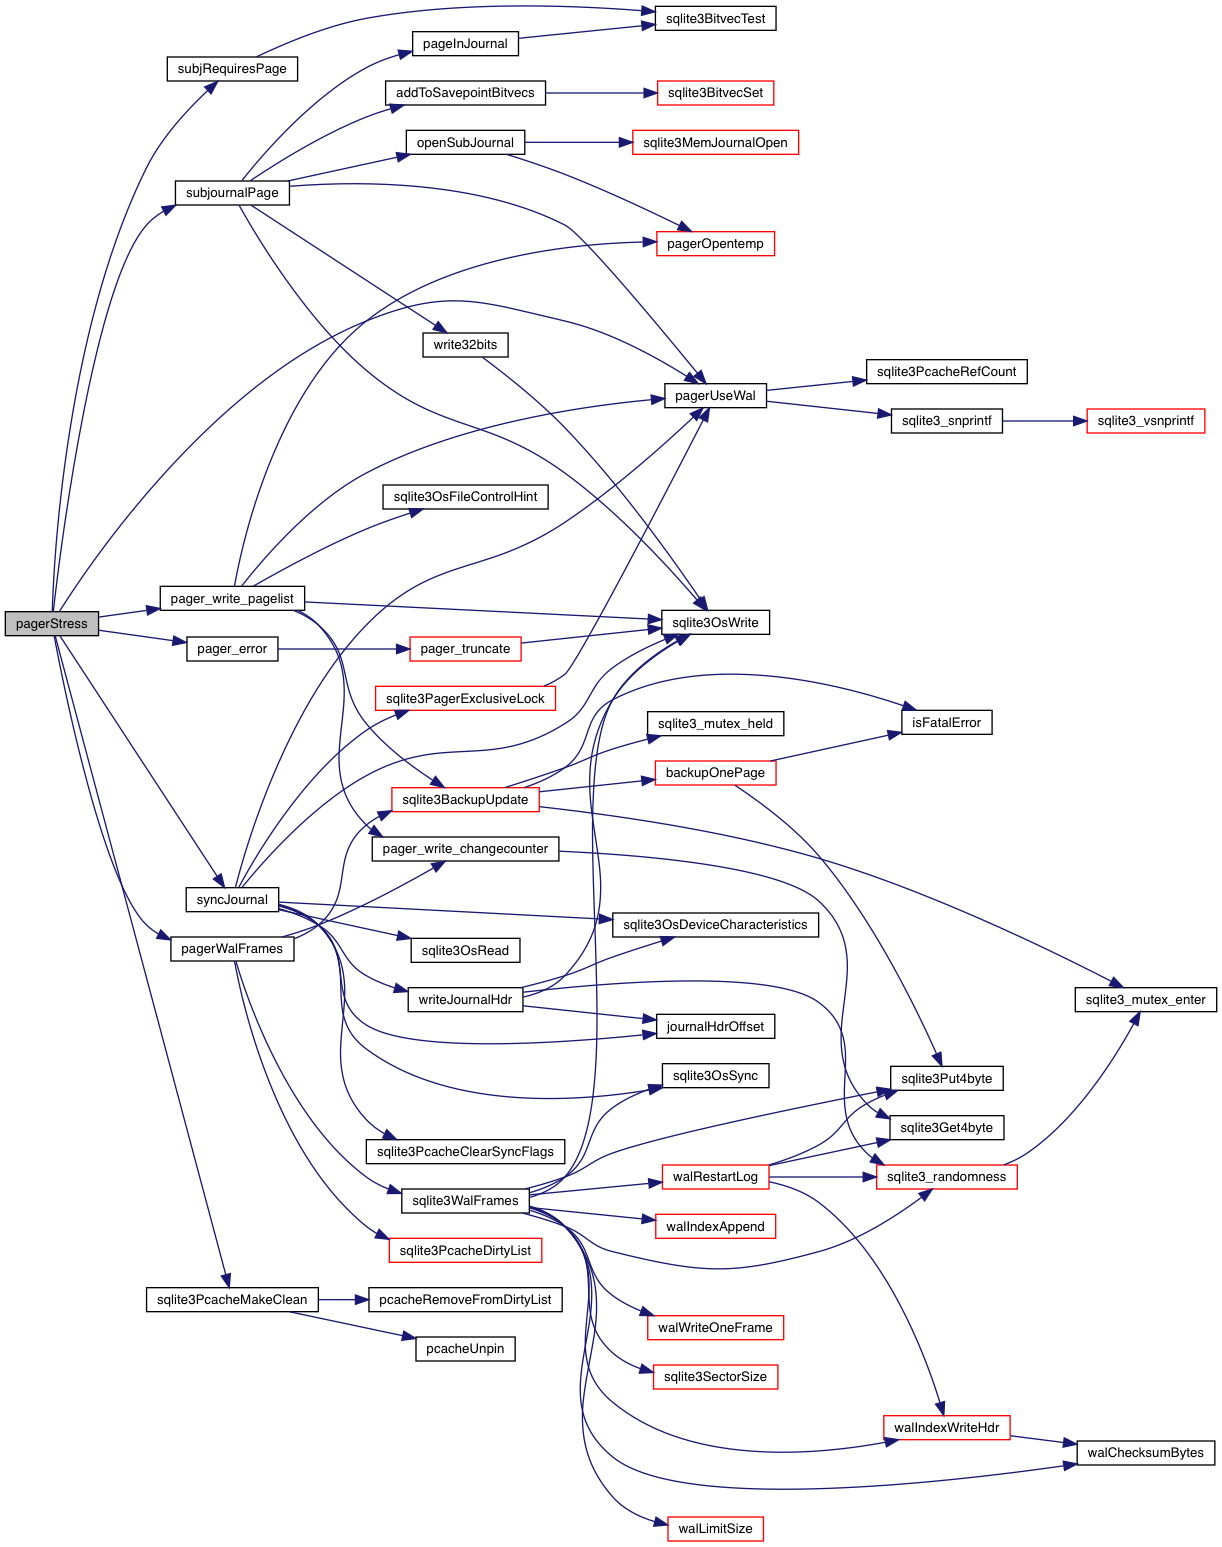 sqlite3BitvecTest
pageInJournal
subjRequiresPage
addToSavepointBitvecs
sqlite3BitvecSet
openSubJournal
sqlite3MemJournalOpen
subjournalPage
pagerOpentemp
write32bits
sqlite3PcacheRefCount
pagerUseWal
sqlite3_snprintf
sqlite3_vsnprintf
sqlite3OsFileControlHint
pager_write_pagelist
pagerStress
sqlite3OsWrite
pager_error
pager_truncate
sqlite3PagerExclusiveLock
sqlite3_mutex_held
isFatalError
backupOnePage
sqlite3BackupUpdate
pager_write_changecounter
syncJournal
sqlite3OsDeviceCharacteristics
pagerWalFrames
sqlite3OsRead
writeJournalHdr
sqlite3_mutex_enter
journalHdrOffset
sqlite3OsSync
sqlite3Put4byte
sqlite3Get4byte
sqlite3PcacheClearSyncFlags
walRestartLog
sqlite3_randomness
sqlite3WalFrames
walIndexAppend
sqlite3PcacheDirtyList
sqlite3PcacheMakeClean
pcacheRemoveFromDirtyList
walWriteOneFrame
pcacheUnpin
sqlite3SectorSize
walIndexWriteHdr
walChecksumBytes
walLimitSize